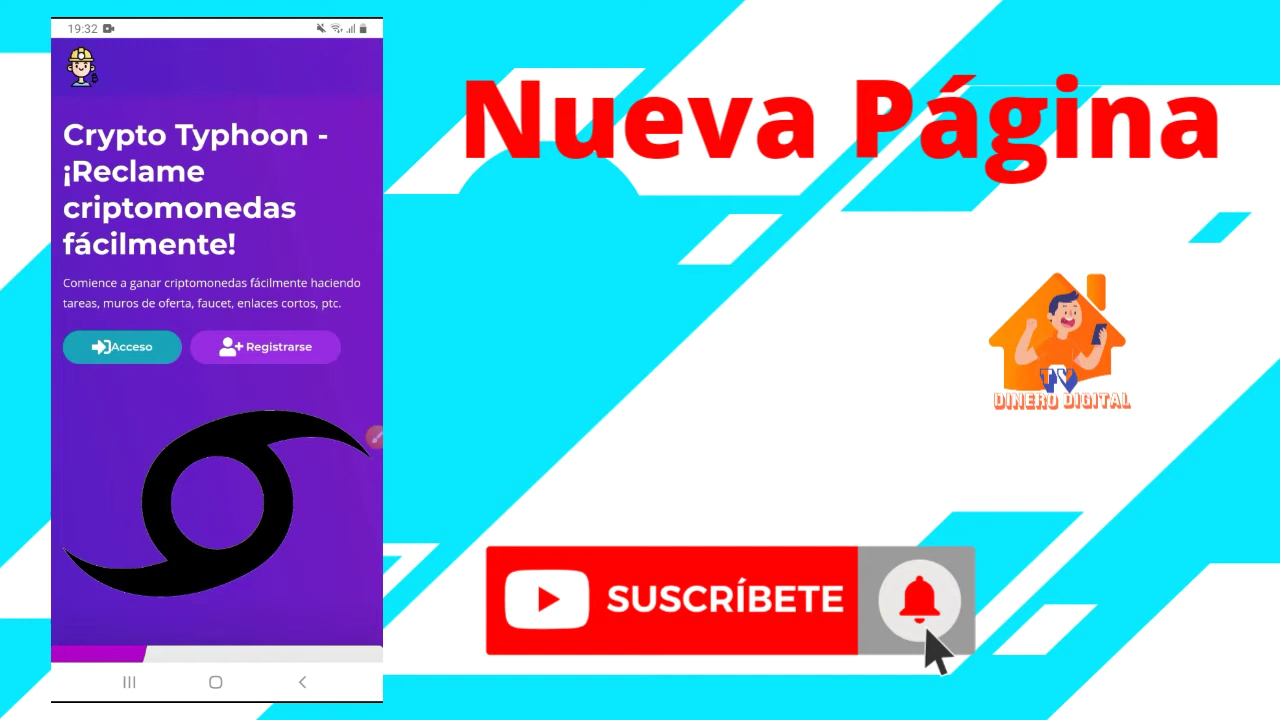 19:32
Crypto Typhoon -
¡Reclame
criptomonedas
fácilmente!
Comience a ganar criptomonedas fácilmente haciendo
tareas, muros de oferta, faucet, enlaces cortos, ptc.
Acceso
Registrarse
Nueva Página
TV
DINERO DIGITAL
SUSCRÍBETE